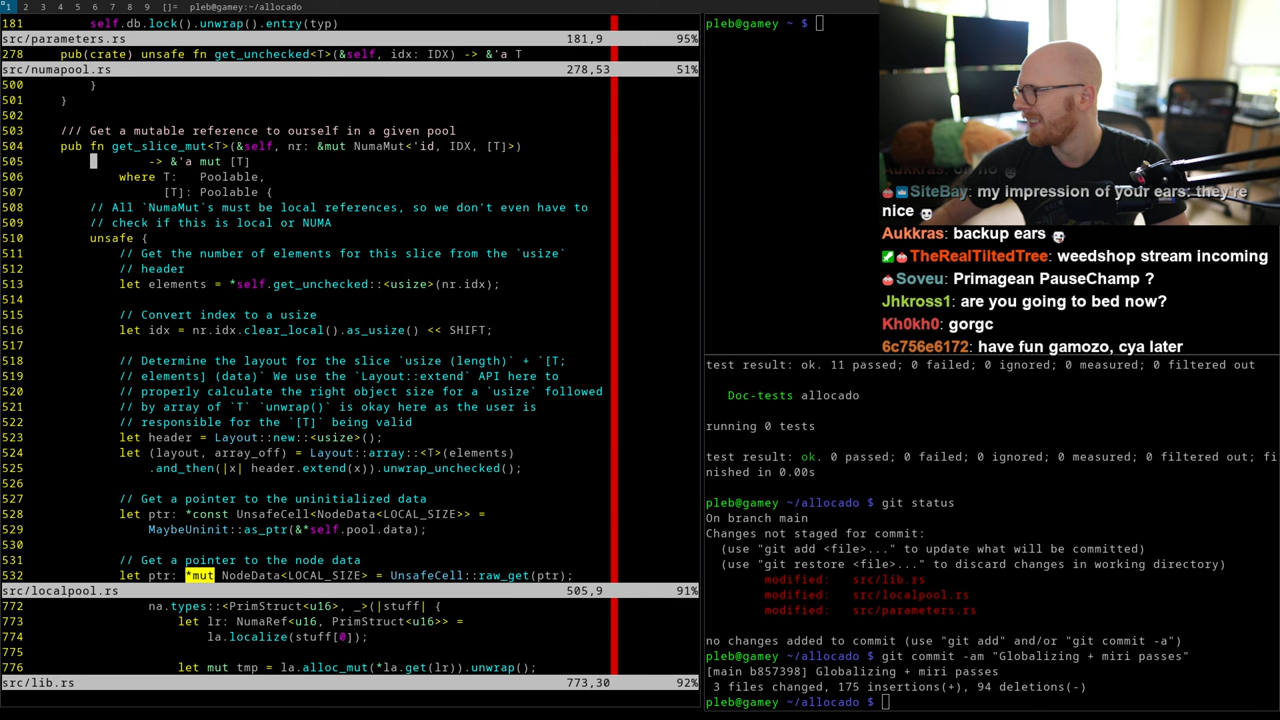 1 2 3 4 5 6 7 8 9 []= pleb@gamey:~/allocado
181 self.db.lock().unwrap().entry(typ)
src/parameters.rs 181,9 95%
278 pub(crate) unsafe fn get_unchecked<T>(&self, idx: IDX) -> &'a T
src/numapool.rs 278,53 51%
500 }
501 }
502
503 /// Get a mutable reference to ourself in a given pool
504 pub fn get_slice_mut<T>(&self, nr: &mut NumaMut<'id, IDX, [T]>)
505 -> &'a mut [T]
506 where T: Poolable,
507 [T]: Poolable {
508 // All `NumaMut`s must be local references, so we don't even have to
509 // check if this is local or NUMA
510 unsafe {
511 // Get the number of elements for this slice from the `usize`
512 // header
513 let elements = *self.get_unchecked::<usize>(nr.idx);
514
515 // Convert index to a usize
516 let idx = nr.idx.clear_local().as_usize() << SHIFT;
517
518 // Determine the layout for the slice `usize (length)` + `[T;
519 // elements] (data)` We use the `Layout::extend` API here to
520 // properly calculate the right object size for a `usize` followed
521 // by array of `T` `unwrap()` is okay here as the user is
522 // responsible for the `[T]` being valid
523 let header = Layout::new::<usize>();
524 let (layout, array_off) = Layout::array::<T>(elements)
525 .and_then(|x| header.extend(x)).unwrap_unchecked();
526
527 // Get a pointer to the uninitialized data
528 let ptr: *const UnsafeCell<NodeData<LOCAL_SIZE>> =
529 MaybeUninit::as_ptr(&*self.pool.data);
530
531 // Get a pointer to the node data
532 let ptr: *mut NodeData<LOCAL_SIZE> = UnsafeCell::raw_get(ptr);
src/localpool.rs 505,9 91%
772 na.types::<PrimStruct<u16>, _>(|stuff| {
773 let lr: NumaRef<u16, PrimStruct<u16>> =
774 la.localize(stuff[0]);
775
776 let mut tmp = la.alloc_mut(*la.get(lr)).unwrap();
src/lib.rs 773,30 92%
pleb@gamey ~ $
SiteBay: my impression of your ears: they're
nice
Aukkras: backup ears
TheRealTiltedTree: weedshop stream incoming
Soveu: Primagean PauseChamp ?
Jhkross1: are you going to bed now?
Kh0kh0: gorgc
6c756e6172: have fun gamozo, cya later
test result: ok. 11 passed; 0 failed; 0 ignored; 0 measured; 0 filtered out
Doc-tests allocado
running 0 tests
test result: ok. 0 passed; 0 failed; 0 ignored; 0 measured; 0 filtered out; fi
nished in 0.00s
pleb@gamey ~/allocado $ git status
On branch main
Changes not staged for commit:
(use "git add <file>..." to update what will be committed)
(use "git restore <file>..." to discard changes in working directory)
modified: src/lib.rs
modified: src/localpool.rs
modified: src/parameters.rs
no changes added to commit (use "git add" and/or "git commit -a")
pleb@gamey ~/allocado $ git commit -am "Globalizing + miri passes"
[main b857398] Globalizing + miri passes
3 files changed, 175 insertions(+), 94 deletions(-)
pleb@gamey ~/allocado $